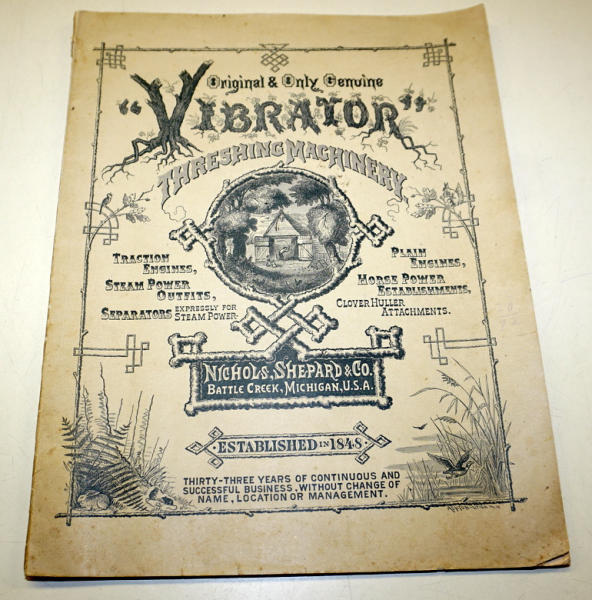 Original & Only Genuine
"VIBRATOR"
THRESHING MACHINERY
TRACTION
ENGINES,
STEAM POWER
OUTFITS,
SEPARATORS EXPRESSLY FOR
STEAM POWER.
PLAIN
ENGINES,
HORSE POWER
ESTABLISHMENTS,
CLOVER HULLER
ATTACHMENTS.
NICHOLS, SHEPARD & CO.
BATTLE CREEK, MICHIGAN, U.S.A.
ESTABLISHED IN 1848
THIRTY-THREE YEARS OF CONTINUOUS AND
SUCCESSFUL BUSINESS, WITHOUT CHANGE OF
NAME, LOCATION OR MANAGEMENT.